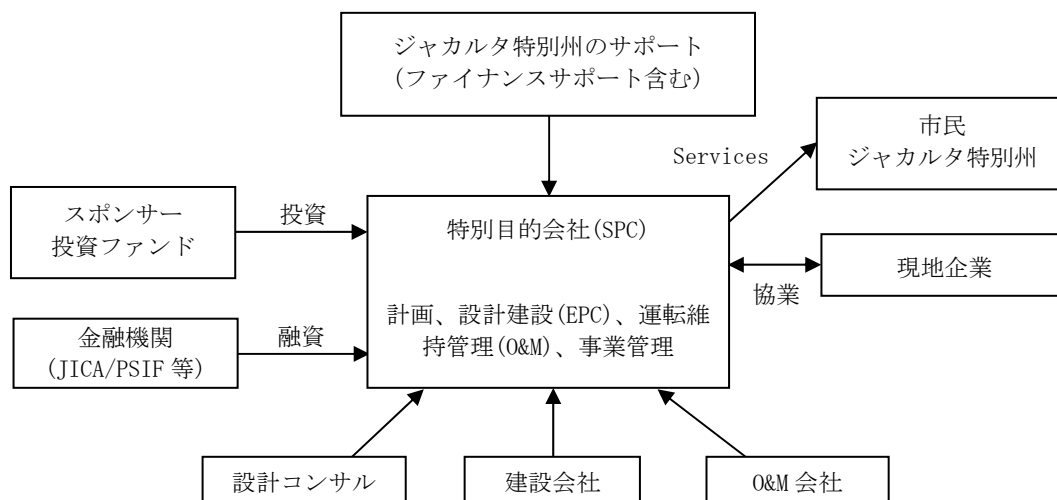 ジャカルタ特別州のサポート
(ファイナンスサポート含む)
市民
ジャカルタ特別州
Services
スポンサー
投資ファンド
投資
特別目的会社(SPC)
現地企業
協業
計画、設計建設(EPC)、運転維
持管理(O&M)、事業管理
金融機関
(JICA/PSIF 等)
融資
設計コンサル
建設会社
O&M 会社